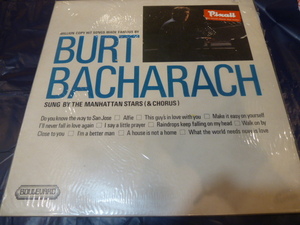 MILLION COPY HIT SONGS MADE FAMOUS BY
Rexall
BURT
BACHARACH
SUNG BY THE MANHATTAN STARS (& CHORUS)
Do you know the way to San Jose □ Alfie □ This guy's in love with you □ Make it easy on yourself
I'll never fall in love again □ I say a little prayer □ Raindrops keep falling on my head □ Walk on by
Close to you □ I'm a better man □ A house is not a home □ What the world needs now is love
BOULEVARD